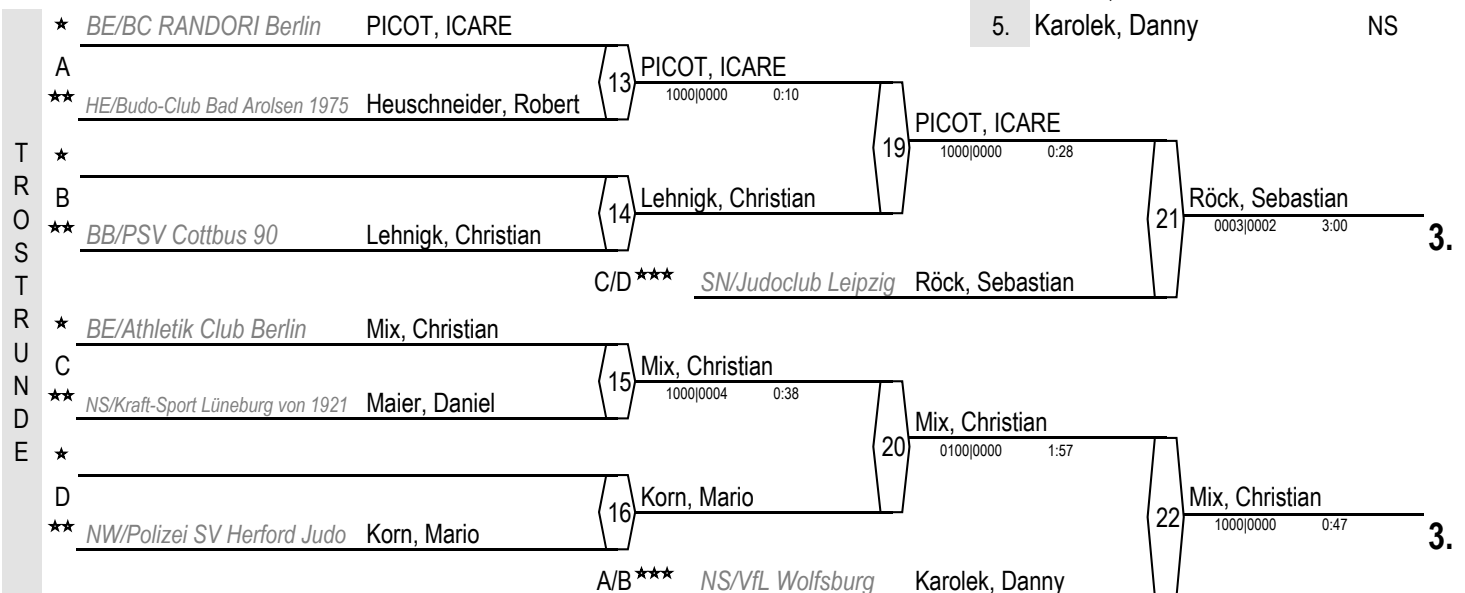 ★ BE/BC RANDORI Berlin PICOT, ICARE
5. Karolek, Danny NS
A
13 PICOT, ICARE
1000|0000 0:10
★★ HE/Budo-Club Bad Arolsen 1975 Heuschneider, Robert
19 PICOT, ICARE
1000|0000 0:28
TROSTRUNDE
★
B
14 Lehnigk, Christian
★★ BB/PSV Cottbus 90 Lehnigk, Christian
21 Röck, Sebastian
0003|0002 3:00
3.
C/D ★★★ SN/Judoclub Leipzig Röck, Sebastian
★ BE/Athletik Club Berlin Mix, Christian
C
15 Mix, Christian
1000|0004 0:38
★★ NS/Kraft-Sport Lüneburg von 1921 Maier, Daniel
20 Mix, Christian
0100|0000 1:57
★
D
16 Korn, Mario
★★ NW/Polizei SV Herford Judo Korn, Mario
22 Mix, Christian
1000|0000 0:47
3.
A/B ★★★ NS/VfL Wolfsburg Karolek, Danny